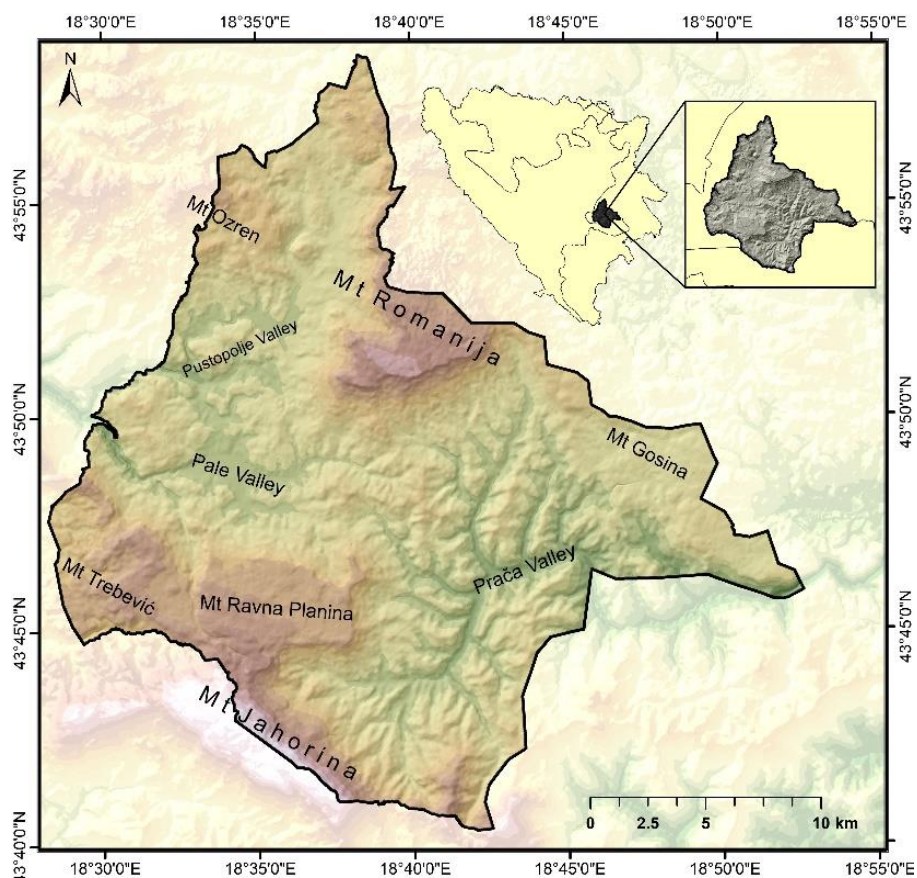 18°30'0"E 18°35'0"E 18°40'0"E 18°45'0"E 18°50'0"E 18°55'0"E
N
43°55'0"N
43°55'0"N
Mt Ozren
Mt Romanija
Pustopolje Valley
43°50'0"N
43°50'0"N
Mt Gosina
Pale Valley
Prača Valley
Mt Trebević
Mt Ravna Planina
43°45'0"N
43°45'0"N
Mt Jahorina
0 2.5 5 10 km
43°40'0"N
18°30'0"E 18°35'0"E 18°40'0"E 18°45'0"E 18°50'0"E 18°55'0"E